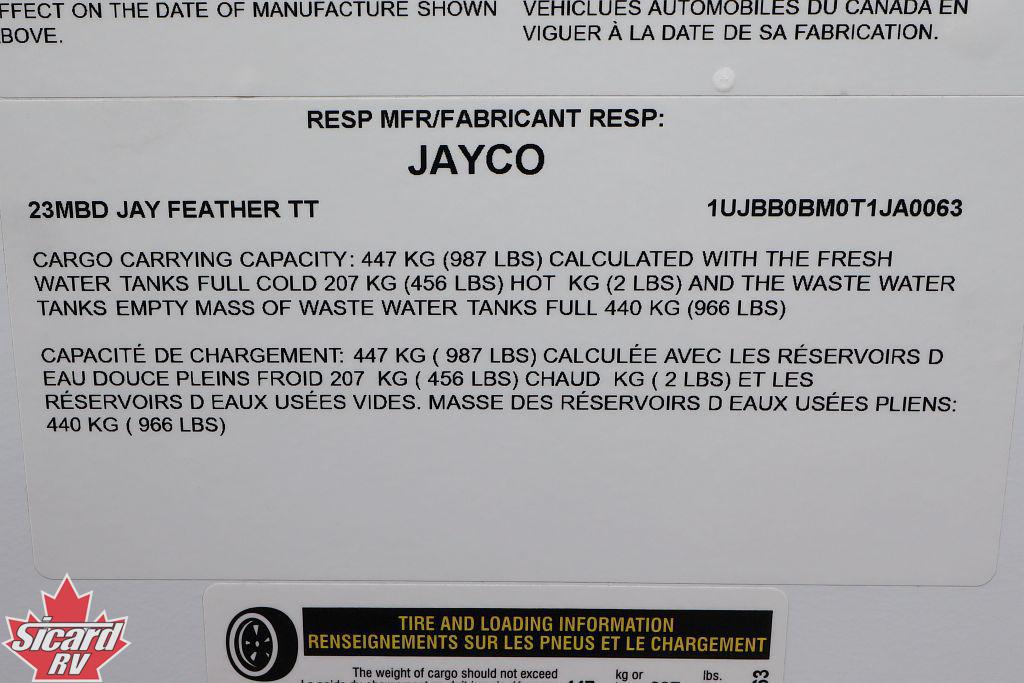 FFECT ON THE DATE OF MANUFACTURE SHOWN
BOVE.
VEHICLUES AUTOMOBILES DU CANADA EN
VIGUER À LA DATE DE SA FABRICATION.
RESP MFR/FABRICANT RESP:
JAYCO
23MBD JAY FEATHER TT
1UJBB0BM0T1JA0063
CARGO CARRYING CAPACITY: 447 KG (987 LBS) CALCULATED WITH THE FRESH
WATER TANKS FULL COLD 207 KG (456 LBS) HOT KG (2 LBS) AND THE WASTE WATER
TANKS EMPTY MASS OF WASTE WATER TANKS FULL 440 KG (966 LBS)
CAPACITÉ DE CHARGEMENT: 447 KG ( 987 LBS) CALCULÉE AVEC LES RÉSERVOIRS D
EAU DOUCE PLEINS FROID 207 KG ( 456 LBS) CHAUD KG ( 2 LBS) ET LES
RÉSERVOIRS D EAUX USÉES VIDES. MASSE DES RÉSERVOIRS D EAUX USÉES PLIENS:
440 KG ( 966 LBS)
TIRE AND LOADING INFORMATION
RENSEIGNEMENTS SUR LES PNEUS ET LE CHARGEMENT
The weight of cargo should not exceed
kg or
lbs.
63
Sicard
RV